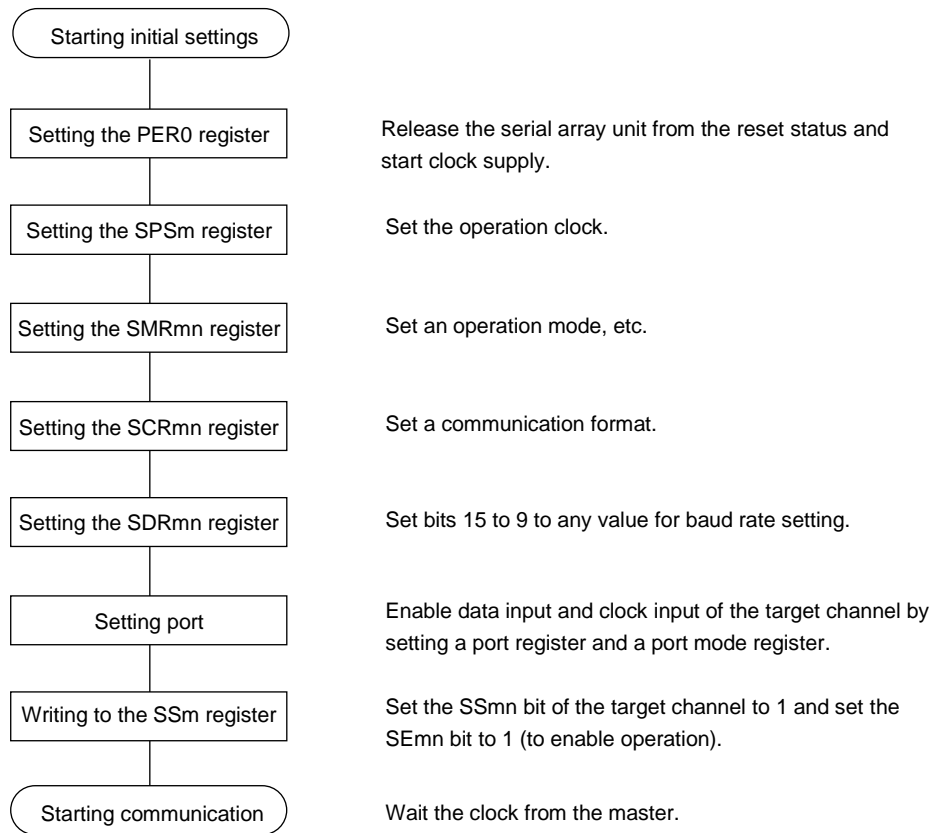 Starting initial settings
Setting the PER0 register
Release the serial array unit from the reset status and
start clock supply.
Setting the SPSm register
Set the operation clock.
Setting the SMRmn register
Set an operation mode, etc.
Setting the SCRmn register
Set a communication format.
Setting the SDRmn register
Set bits 15 to 9 to any value for baud rate setting.
Setting port
Enable data input and clock input of the target channel by
setting a port register and a port mode register.
Writing to the SSm register
Set the SSmn bit of the target channel to 1 and set the
SEmn bit to 1 (to enable operation).
Starting communication
Wait the clock from the master.